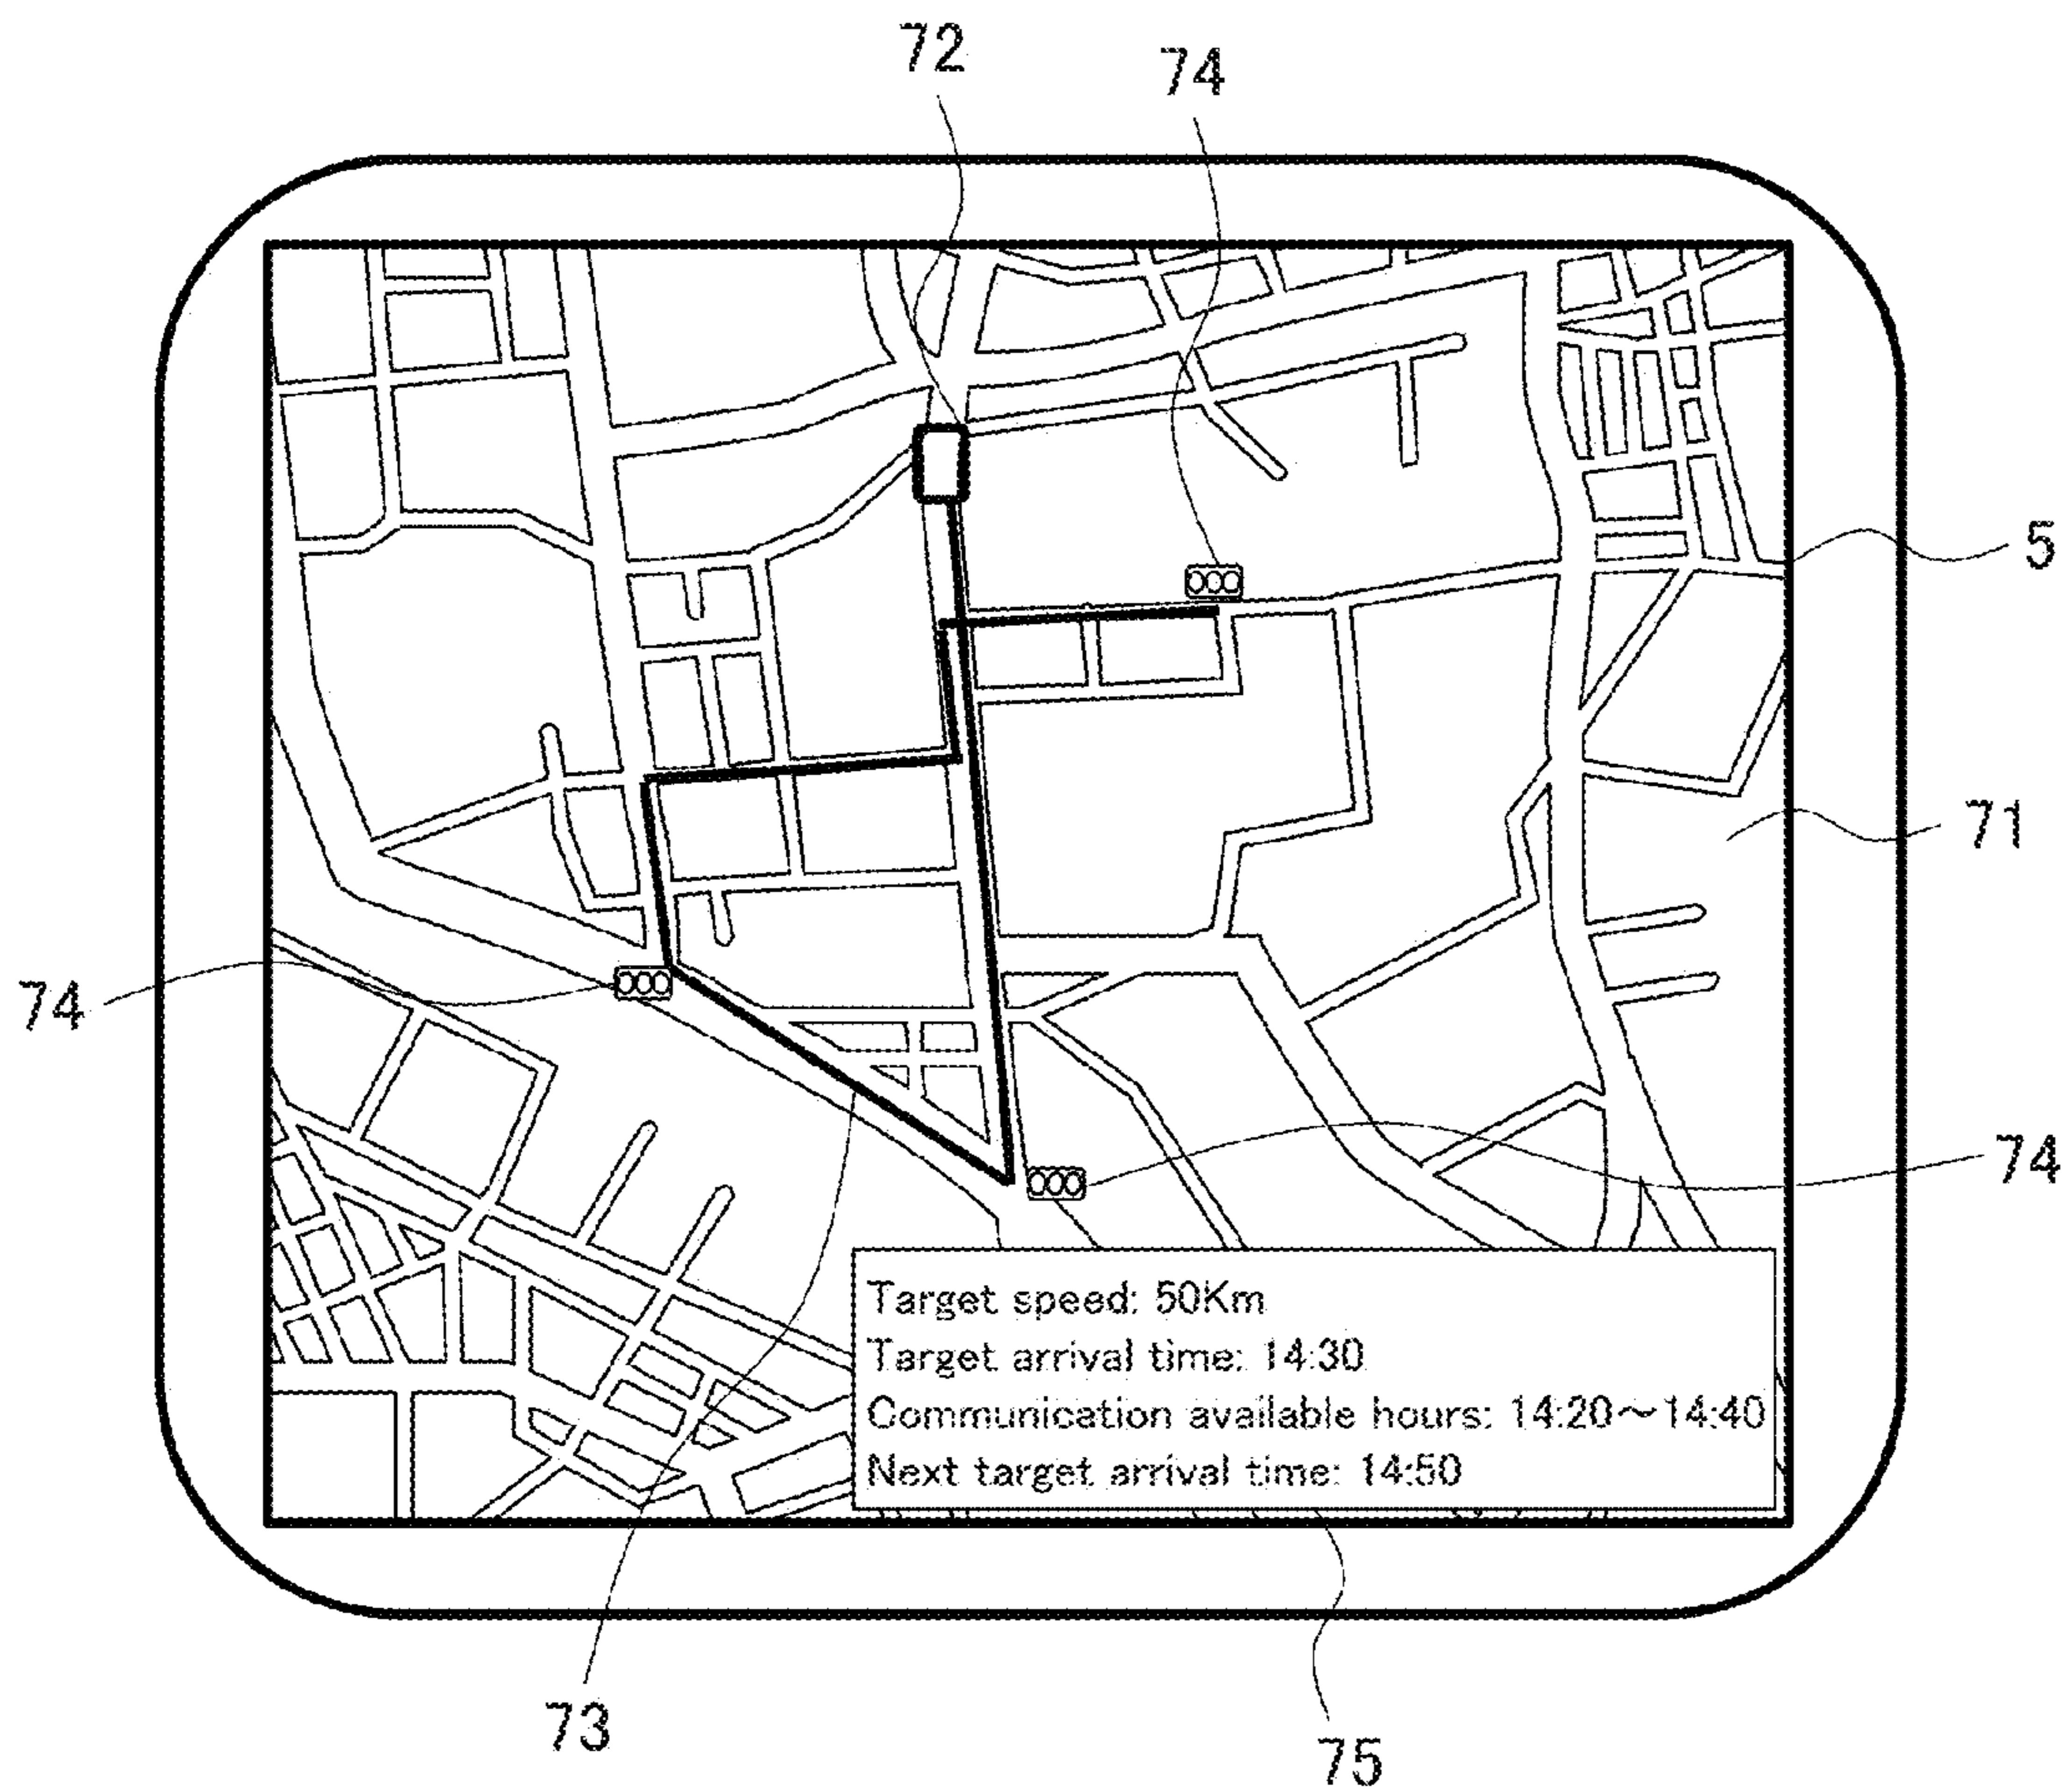 72
74
5
71
74
74
Target speed: 50Km
Target arrival time: 14:30
Communication available hours: 14:20～14:40
Next target arrival time: 14:50
73
75